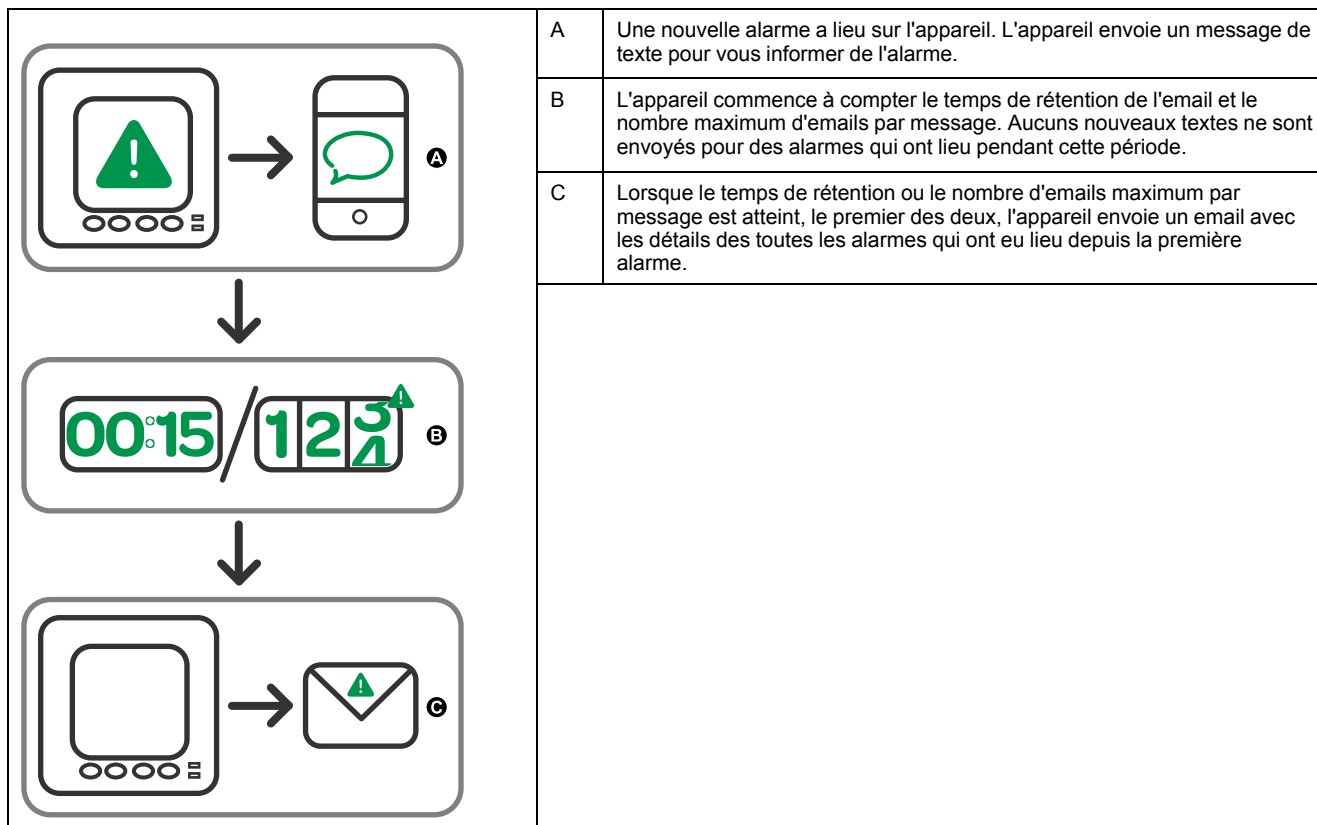 A
Une nouvelle alarme a lieu sur l'appareil. L'appareil envoie un message de
texte pour vous informer de l'alarme.
B
L'appareil commence à compter le temps de rétention de l'email et le
nombre maximum d'emails par message. Aucuns nouveaux textes ne sont
envoyés pour des alarmes qui ont lieu pendant cette période.
C
Lorsque le temps de rétention ou le nombre d'emails maximum par
message est atteint, le premier des deux, l'appareil envoie un email avec
les détails des toutes les alarmes qui ont eu lieu depuis la première
alarme.
!
A
00:15/123
4
!
B
!
C